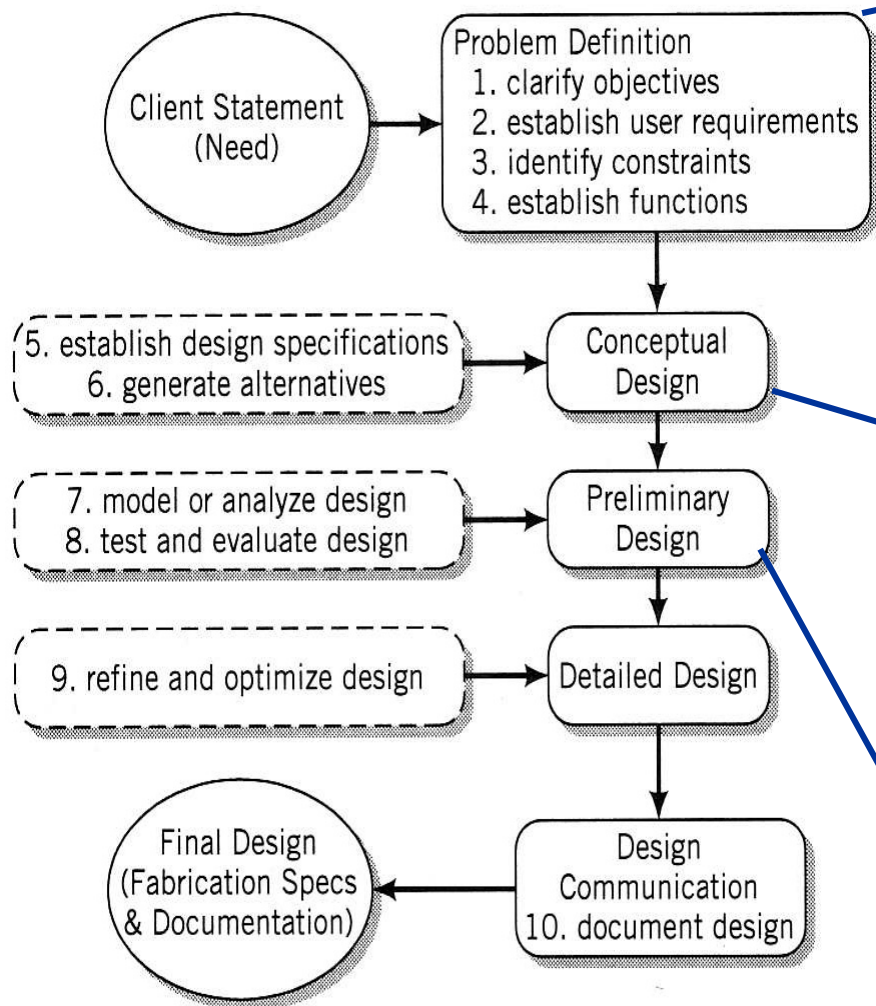 Client Statement
(Need)
Problem Definition
1. clarify objectives
2. establish user requirements
3. identify constraints
4. establish functions
5. establish design specifications
6. generate alternatives
Conceptual
Design
7. model or analyze design
8. test and evaluate design
Preliminary
Design
9. refine and optimize design
Detailed Design
Final Design
(Fabrication Specs
& Documentation)
Design
Communication
10. document design